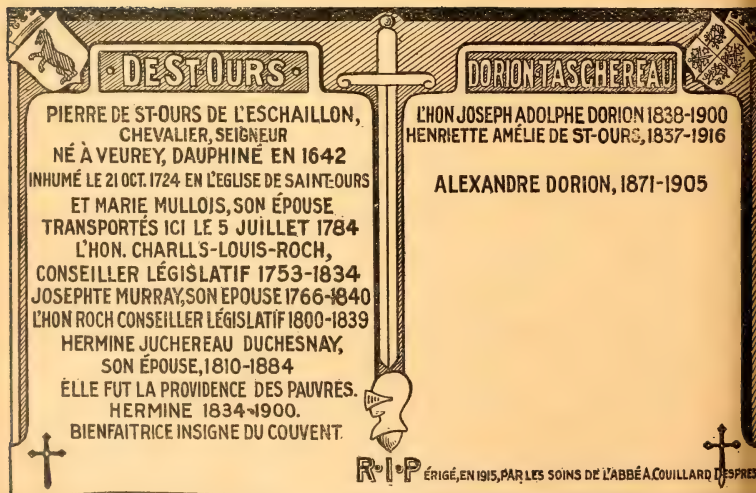 DE ST-OURS
PIERRE DE ST-OURS DE L'ESCHAILLON,
CHEVALIER, SEIGNEUR
NÉ À VEUREY, DAUPHINÉ EN 1642
INHUMÉ LE 21 OCT. 1724 EN L'EGLISE DE SAINT-OURS
ET MARIE MULLOIS, SON ÉPOUSE
TRANSPORTÉS ICI LE 5 JUILLET 1784
L'HON. CHARLL'S-LOUIS-ROCH,
CONSEILLER LÉGISLATIF 1753-1834
JOSEPHTE MURRAY, SON EPOUSE 1766-1840
L'HON ROCH CONSEILLER LÉGISLATIF 1800-1839
HERMINE JUCHEREAU DUCHESNAY,
SON ÉPOUSE, 1810-1884
ELLE FUT LA PROVIDENCE DES PAUVRES.
HERMINE 1834-1900.
BIENFAITRICE INSIGNE DU COUVENT.
DORION-TASCHEREAU
L'HON JOSEPH ADOLPHE DORION 1838-1900
HENRIETTE AMÉLIE DE ST-OURS, 1837-1916
ALEXANDRE DORION, 1871-1905
R·I·P ÉRIGÉ, EN 1915, PAR LES SOINS DE L'ABBÉ A. COUILLARD DESPRES